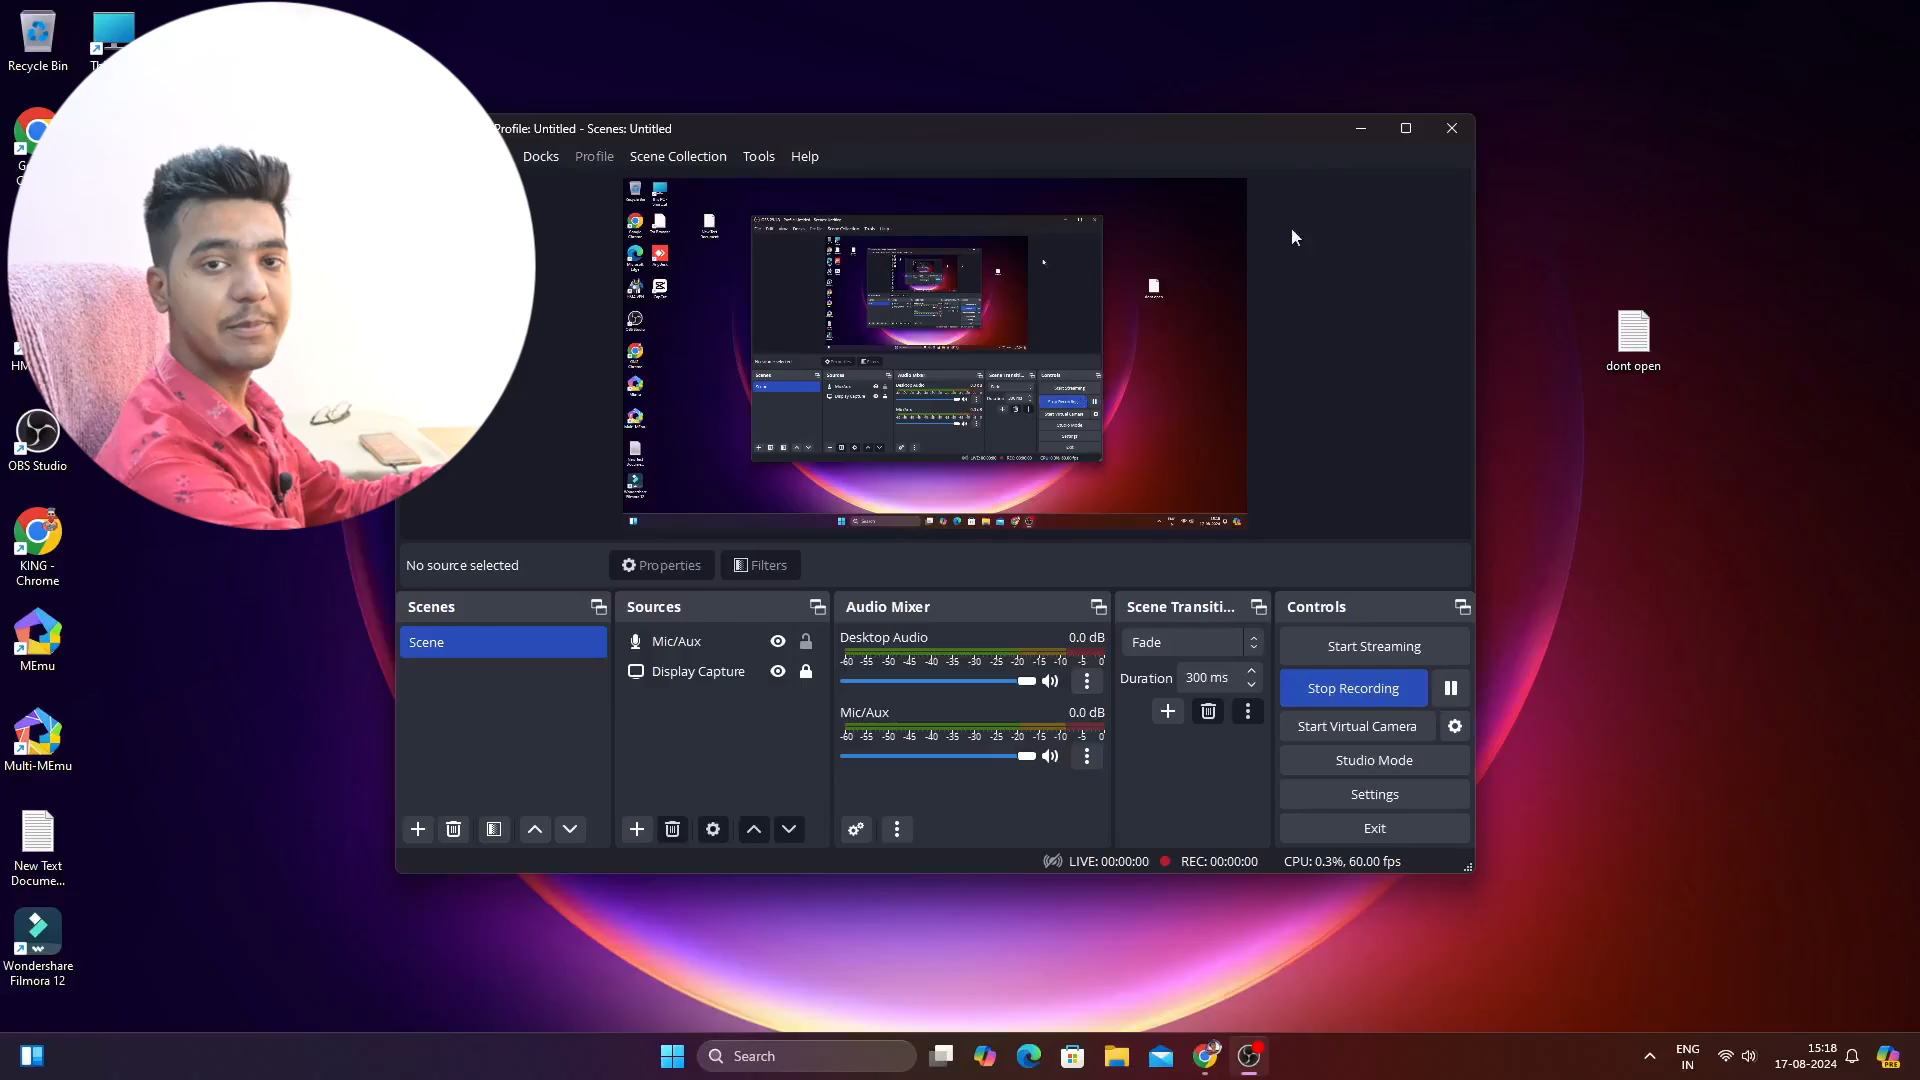 Recycle Bin
Profile: Untitled - Scenes: Untitled
Docks Profile Scene Collection Tools Help
dont open
OBS Studio
KING -
Chrome
MEmu
Multi-MEmu
New Text
Docume...
Wondershare
Filmora 12
No source selected Properties Filters
Scenes
Scene
Sources
Mic/Aux
Display Capture
Audio Mixer
Desktop Audio 0.0 dB
-60 -55 -50 -45 -40 -35 -30 -25 -20 -15 -10 -5 0
Mic/Aux 0.0 dB
-60 -55 -50 -45 -40 -35 -30 -25 -20 -15 -10 -5 0
Scene Transiti...
Fade
Duration 300 ms
Controls
Start Streaming
Stop Recording
Start Virtual Camera
Studio Mode
Settings
Exit
LIVE: 00:00:00 REC: 00:00:00 CPU: 0.3%, 60.00 fps
Search
ENG
IN
15:18
17-08-2024
PRE